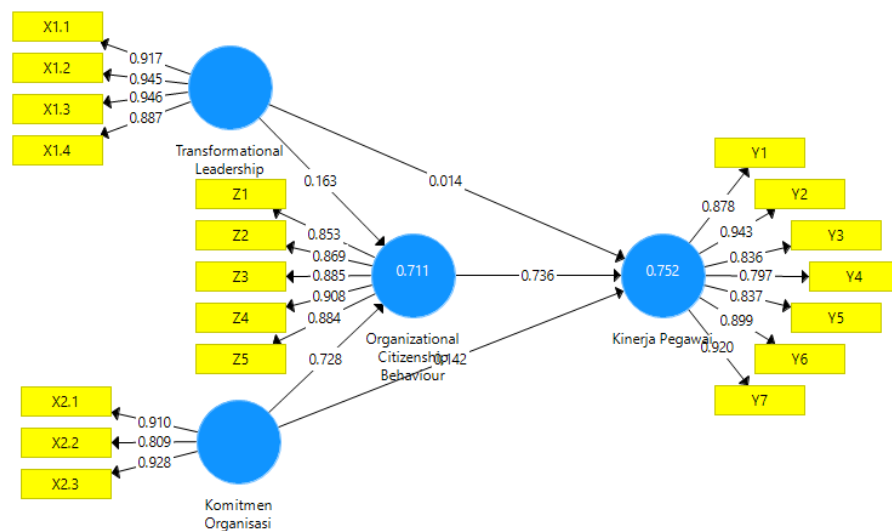 X1.1
0.917
X1.2
0.945
X1.3
0.946
X1.4
0.887
Transformational
Leadership
0.163
0.014
Z1
0.853
Z2
0.869
Z3
0.885
Z4
0.908
Z5
0.884
0.711
Organizational
Citizenship
Behaviour
0.736
0.728
0.142
X2.1
0.910
X2.2
0.809
X2.3
0.928
Komitmen
Organisasi
0.752
Kinerja Pegawai
Y1
0.878
Y2
0.943
Y3
0.836
Y4
0.797
Y5
0.837
Y6
0.899
Y7
0.920